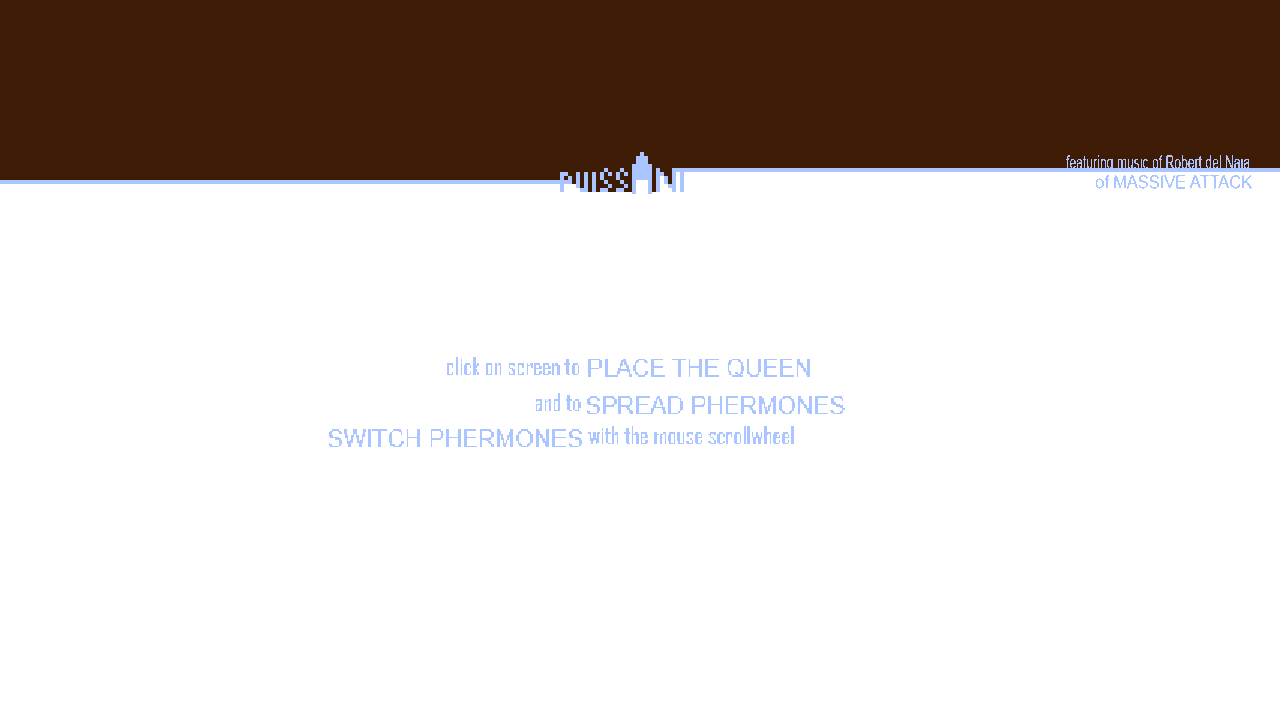 PUISSANT
featuring music of Robert del Naja
of MASSIVE ATTACK
click on screen to PLACE THE QUEEN
and to SPREAD PHERMONES
SWITCH PHERMONES with the mouse scrollwheel